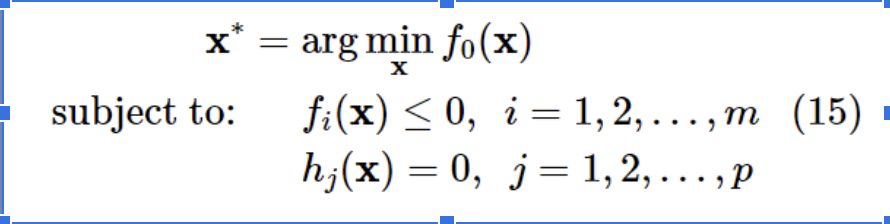 x* = arg min f₀(x)
x
subject to: fᵢ(x) ≤ 0, i = 1, 2, . . . , m (15)
hⱼ(x) = 0, j = 1, 2, . . . , p